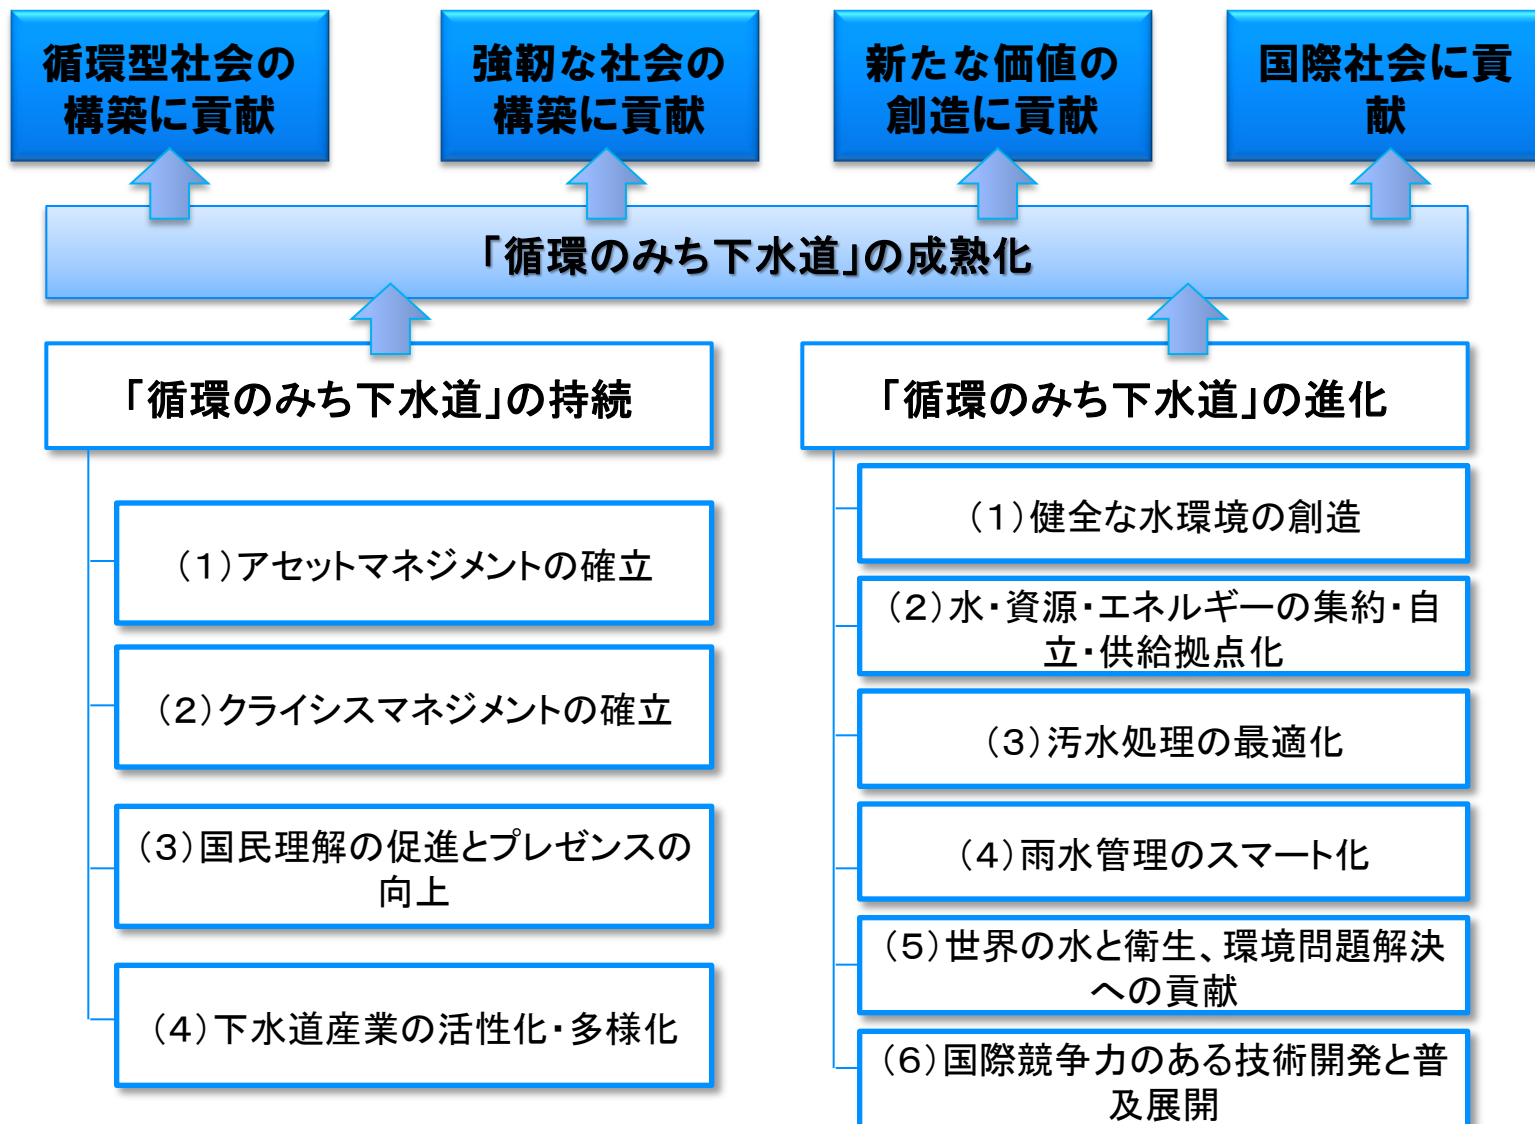 循環型社会の
構築に貢献
強靭な社会の
構築に貢献
新たな価値の
創造に貢献
国際社会に貢
献
「循環のみち下水道」の成熟化
「循環のみち下水道」の持続
(1)アセットマネジメントの確立
(2)クライシスマネジメントの確立
(3)国民理解の促進とプレゼンスの
向上
(4)下水道産業の活性化・多様化
「循環のみち下水道」の進化
(1)健全な水環境の創造
(2)水・資源・エネルギーの集約・自
立・供給拠点化
(3)汚水処理の最適化
(4)雨水管理のスマート化
(5)世界の水と衛生、環境問題解決
への貢献
(6)国際競争力のある技術開発と普
及展開